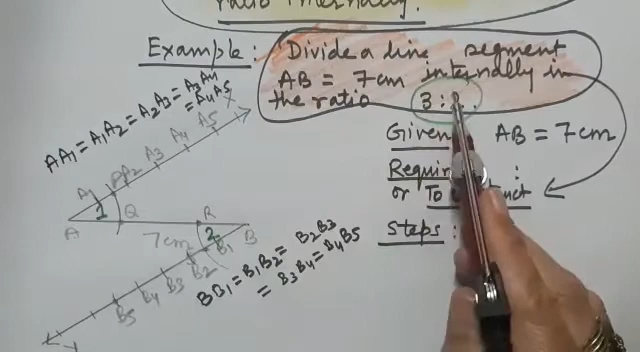 ratio internally.
Example: Divide a line segment
AB = 7cm internally in
the ratio 3:
Given AB = 7cm
Requir :
or To
Steps :
AA1 = A1A2 = A2A3 = A3A4
= A4A5
X
A5
A4
A3
A2
P
A1
1
A
Q
7cm
R
2
B
B1
B2
B3
B4
B5
Y
BB1 = B1B2 = B2B3
= B3B4 = B4B5